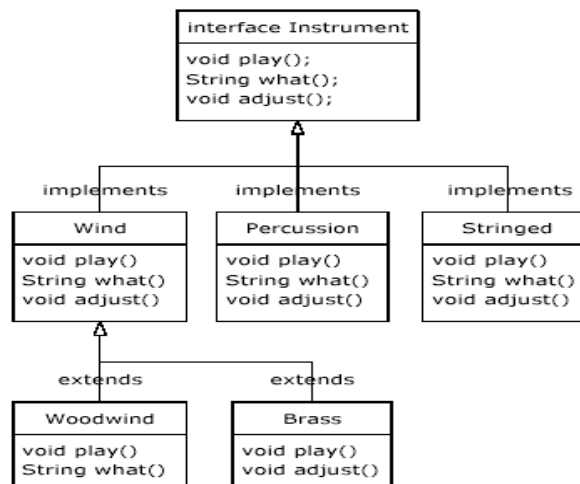 interface Instrument
void play();
String what();
void adjust();
implements
implements
implements
Wind
void play()
String what()
void adjust()
Percussion
void play()
String what()
void adjust()
Stringed
void play()
String what()
void adjust()
extends
extends
Woodwind
void play()
String what()
Brass
void play()
void adjust()